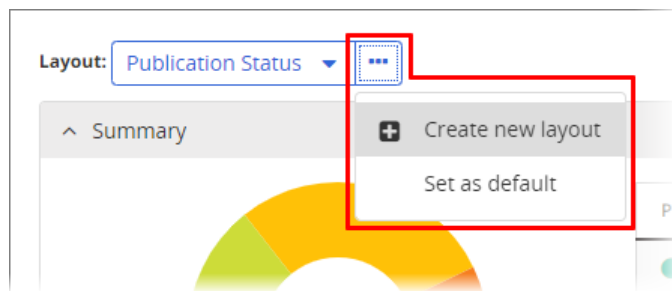 Layout: Publication Status ...
Summary
Create new layout
Set as default
P